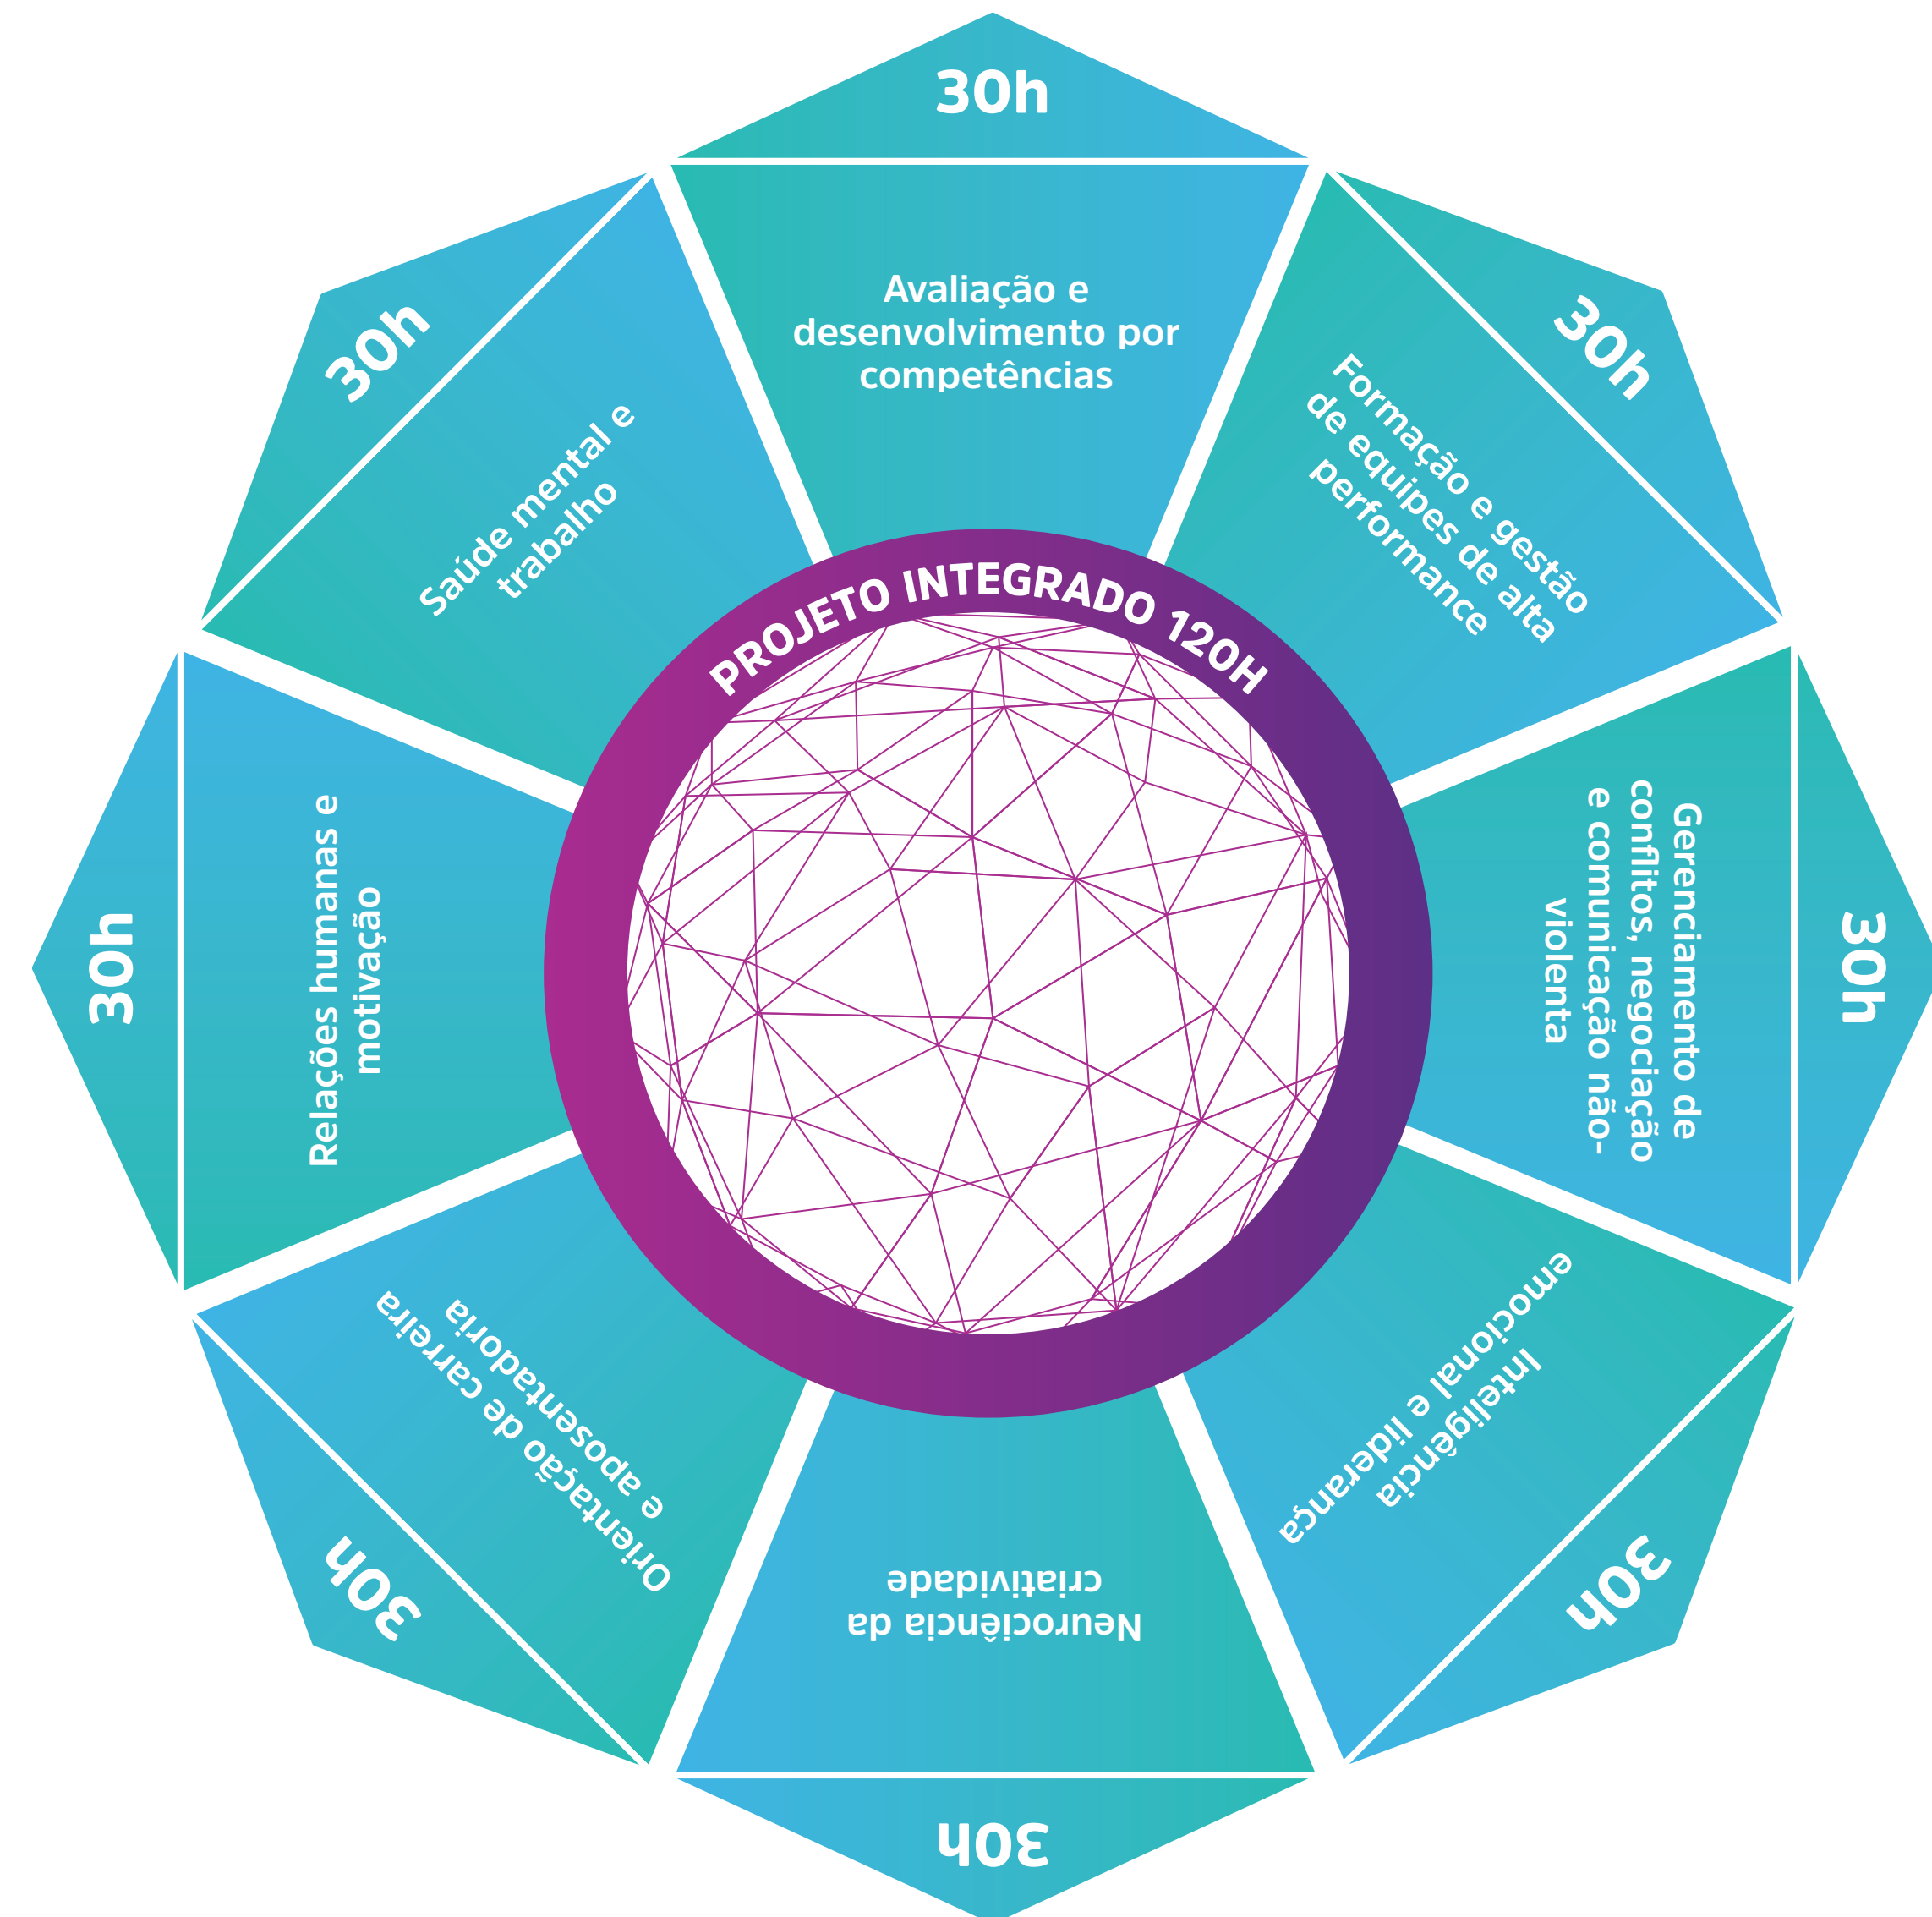 30h
Avaliação e
desenvolvimento por
competências
30h
Formação e gestão
de equipes de alta
performance
30h
Gerenciamento de
conflitos, negociação
e comunicação não-
violenta
30h
Inteligência
emocional e liderança
30h
Neurociência da
criatividade
30h
Orientação de carreira
e aposentadoria
30h
Relações humanas e
motivação
30h
Saúde mental e
trabalho
PROJETO INTEGRADO 120H